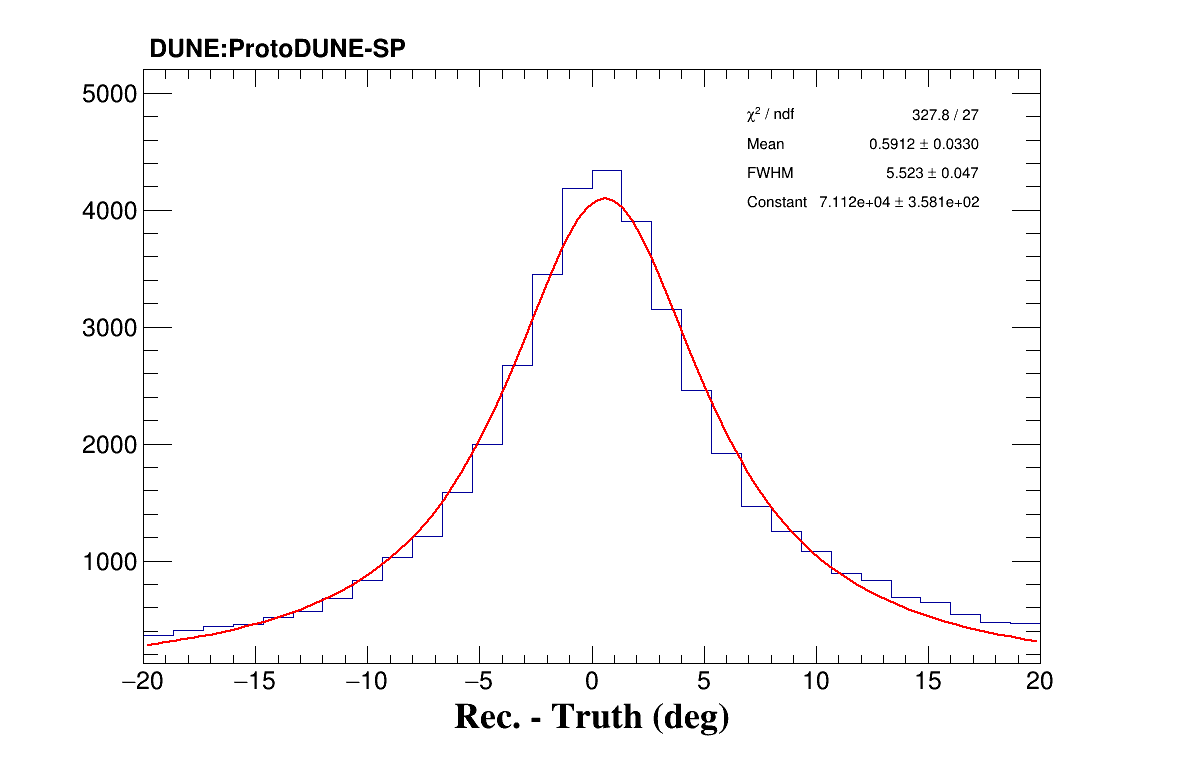 DUNE:ProtoDUNE-SP
χ² / ndf 327.8 / 27
Mean 0.5912 ± 0.0330
FWHM 5.523 ± 0.047
Constant 7.112e+04 ± 3.581e+02
5000
4000
3000
2000
1000
−20 −15 −10 −5 0 5 10 15 20
Rec. - Truth (deg)